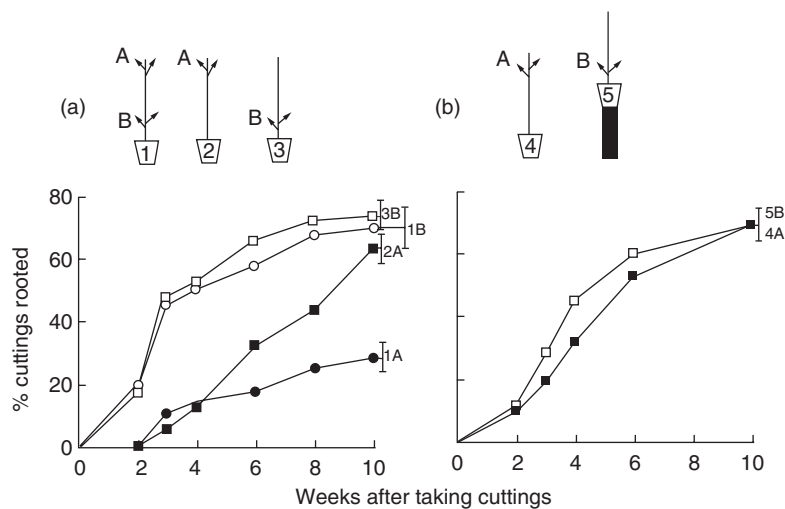 A A
A B
(a) (b)
B B
1 2 3 4 5
80
60
40
20
0
% cuttings rooted
3B
1B
2A
1A
5B
4A
0 2 4 6 8 10
0 2 4 6 8 10
Weeks after taking cuttings